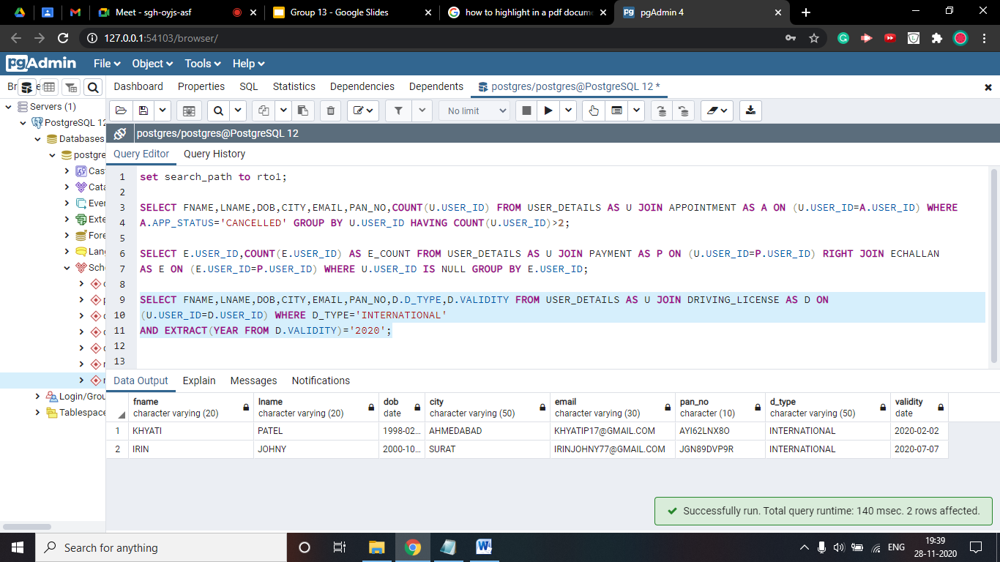 Meet - sgh-oyjs-asf
Group 13 - Google Slides
how to highlight in a pdf docum
pgAdmin 4
127.0.0.1:54103/browser/
pgAdmin File Object Tools Help
Dashboard Properties SQL Statistics Dependencies Dependents postgres/postgres@PostgreSQL 12 *
Servers (1)
PostgreSQL 12
Databases
postgre
Cas
Cata
Even
Exte
Fore
Lang
Sch
Login/Grou
Tablespace
No limit
postgres/postgres@PostgreSQL 12
Query Editor Query History
1 set search_path to rto1;
2
3 SELECT FNAME,LNAME,DOB,CITY,EMAIL,PAN_NO,COUNT(U.USER_ID) FROM USER_DETAILS AS U JOIN APPOINTMENT AS A ON (U.USER_ID=A.USER_ID) WHERE
4 A.APP_STATUS='CANCELLED' GROUP BY U.USER_ID HAVING COUNT(U.USER_ID)>2;
5
6 SELECT E.USER_ID,COUNT(E.USER_ID) AS E_COUNT FROM USER_DETAILS AS U JOIN PAYMENT AS P ON (U.USER_ID=P.USER_ID) RIGHT JOIN ECHALLAN
7 AS E ON (E.USER_ID=P.USER_ID) WHERE U.USER_ID IS NULL GROUP BY E.USER_ID;
8
9 SELECT FNAME,LNAME,DOB,CITY,EMAIL,PAN_NO,D.D_TYPE,D.VALIDITY FROM USER_DETAILS AS U JOIN DRIVING_LICENSE AS D ON
10 (U.USER_ID=D.USER_ID) WHERE D_TYPE='INTERNATIONAL'
11 AND EXTRACT(YEAR FROM D.VALIDITY)='2020';
12
13
Data Output Explain Messages Notifications
fname lname dob city email pan_no d_type validity
character varying (20) character varying (20) date character varying (50) character varying (30) character (10) character varying (50) date
1 KHYATI PATEL 1998-02... AHMEDABAD KHYATIP17@GMAIL.COM AYI62LNX8O INTERNATIONAL 2020-02-02
2 IRIN JOHNY 2000-10... SURAT IRINJOHNY77@GMAIL.COM JGN89DVP9R INTERNATIONAL 2020-07-07
Successfully run. Total query runtime: 140 msec. 2 rows affected.
Search for anything
ENG
19:39
28-11-2020